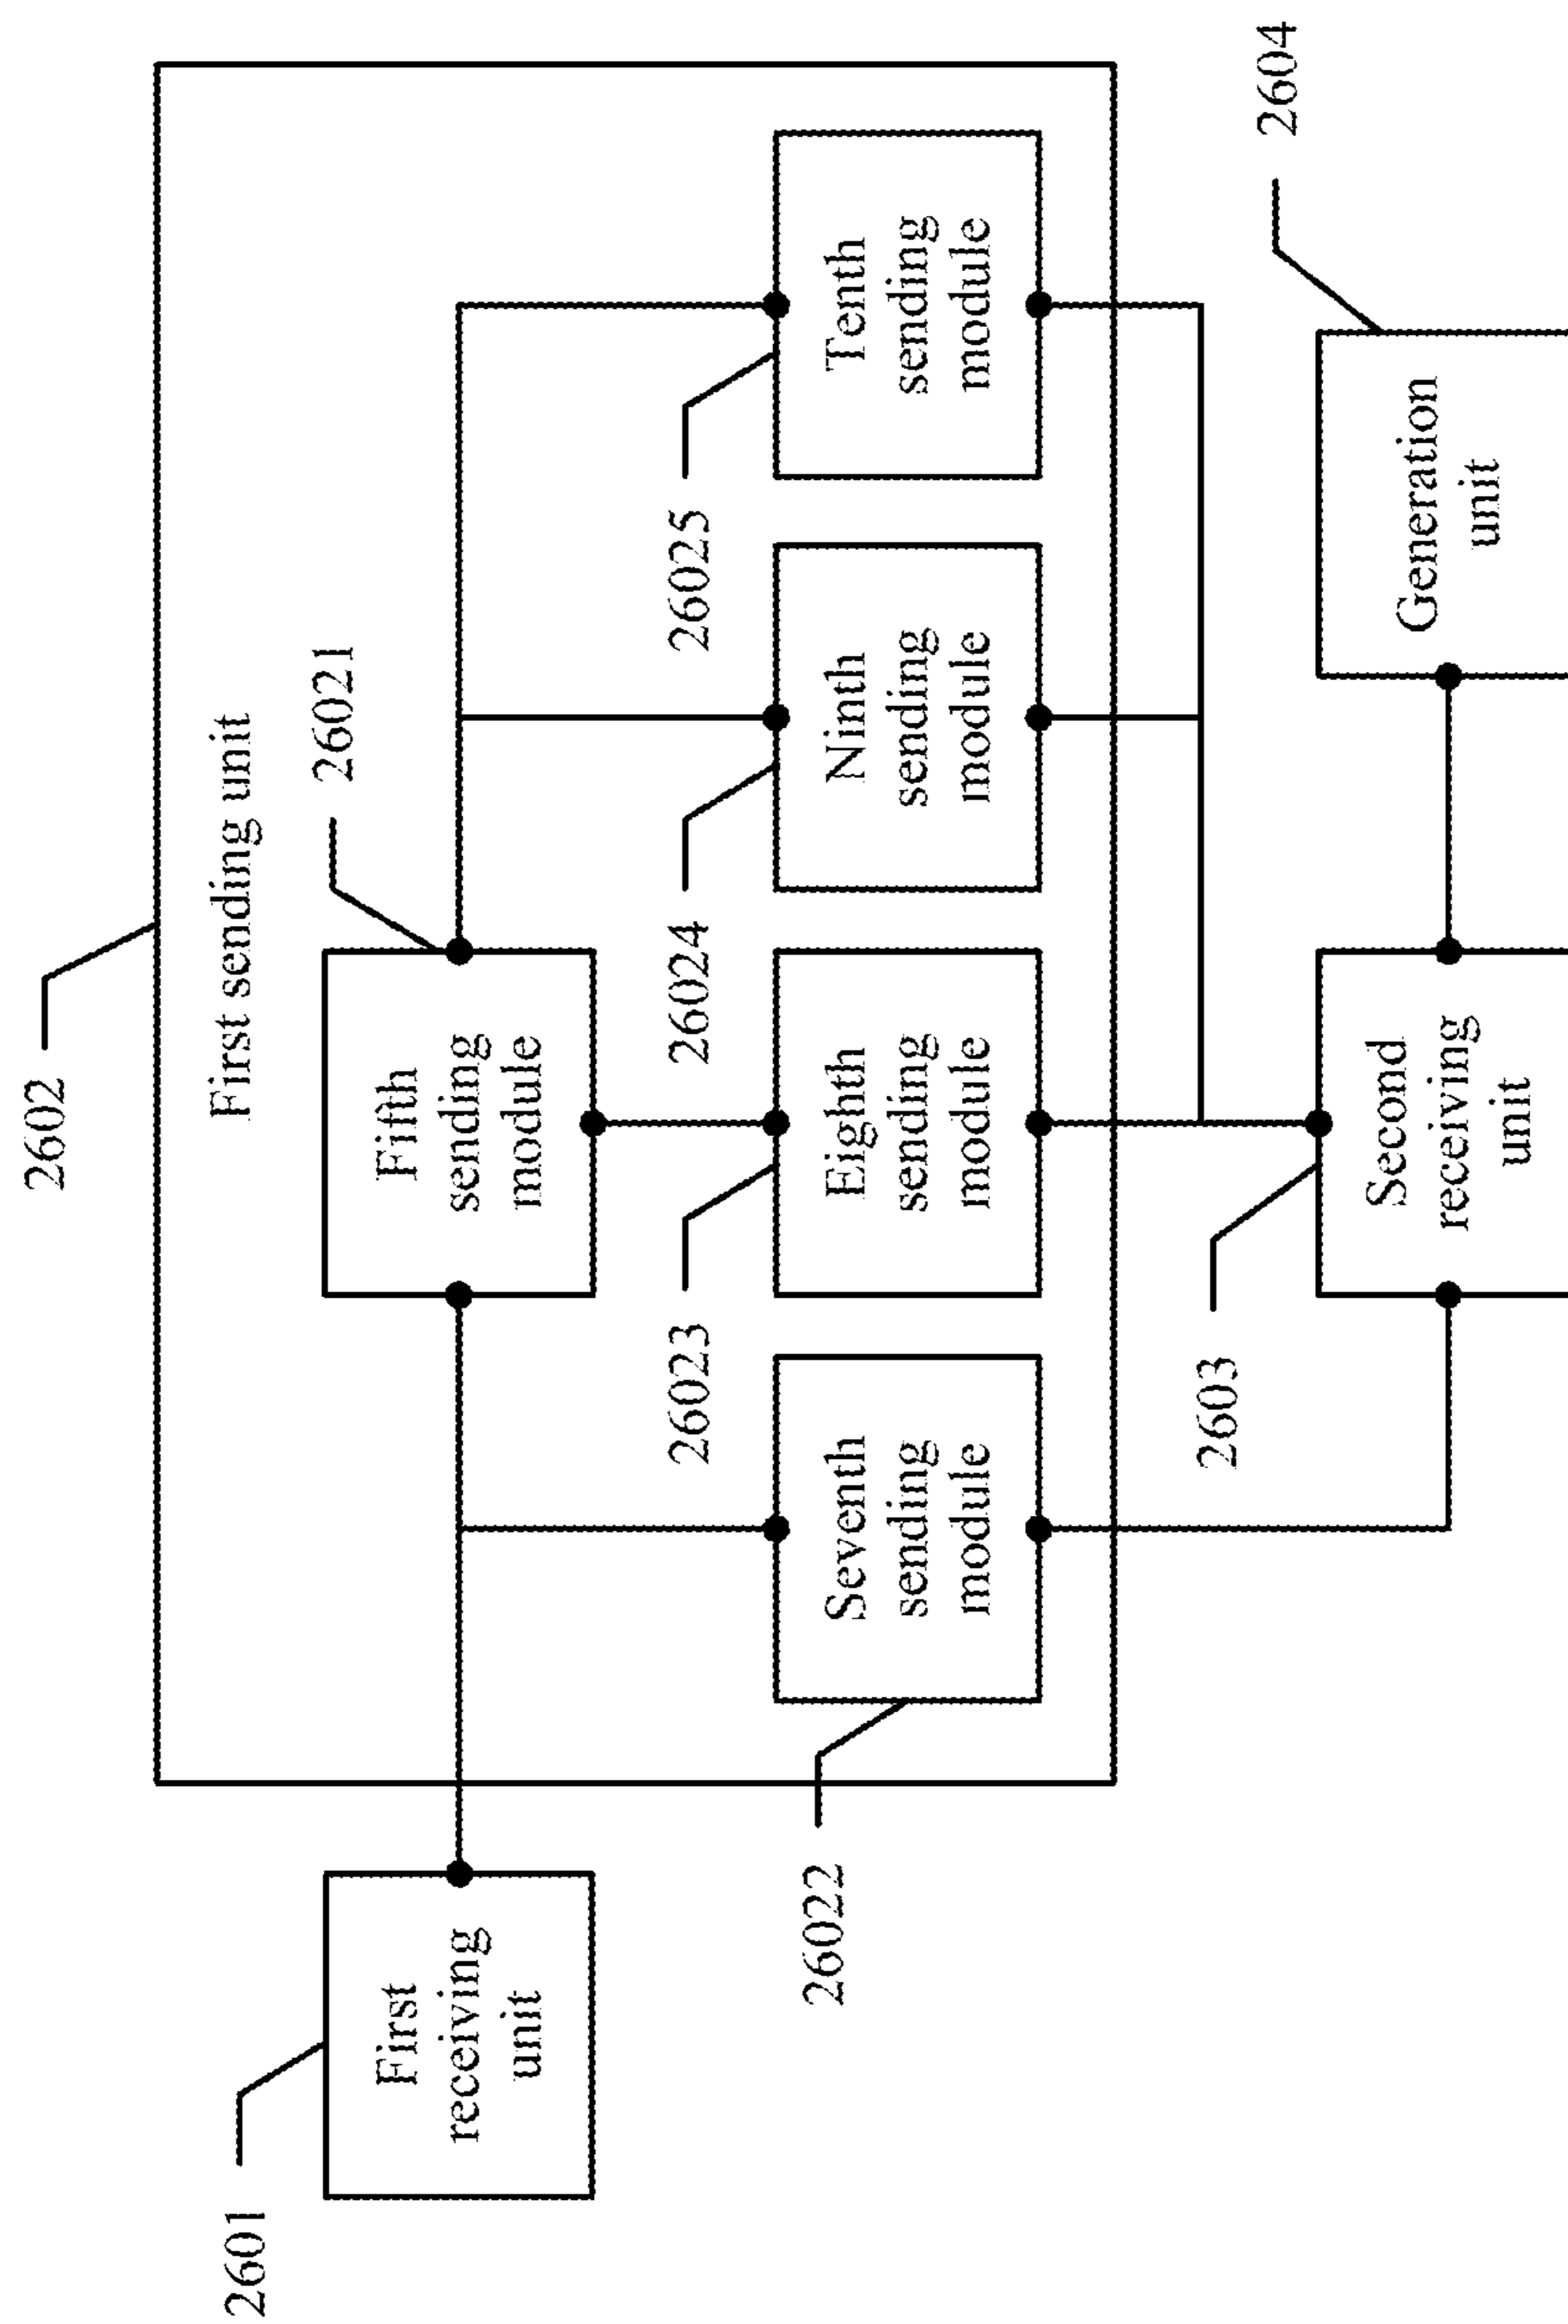 2602
First sending unit
2601
26021
First
receiving
unit
Fifth
sending
module
26022
26023
26024
26025
Seventh
sending
module
Eighth
sending
module
Ninth
sending
module
Tenth
sending
module
2603
2604
Second
receiving
unit
Generation
unit